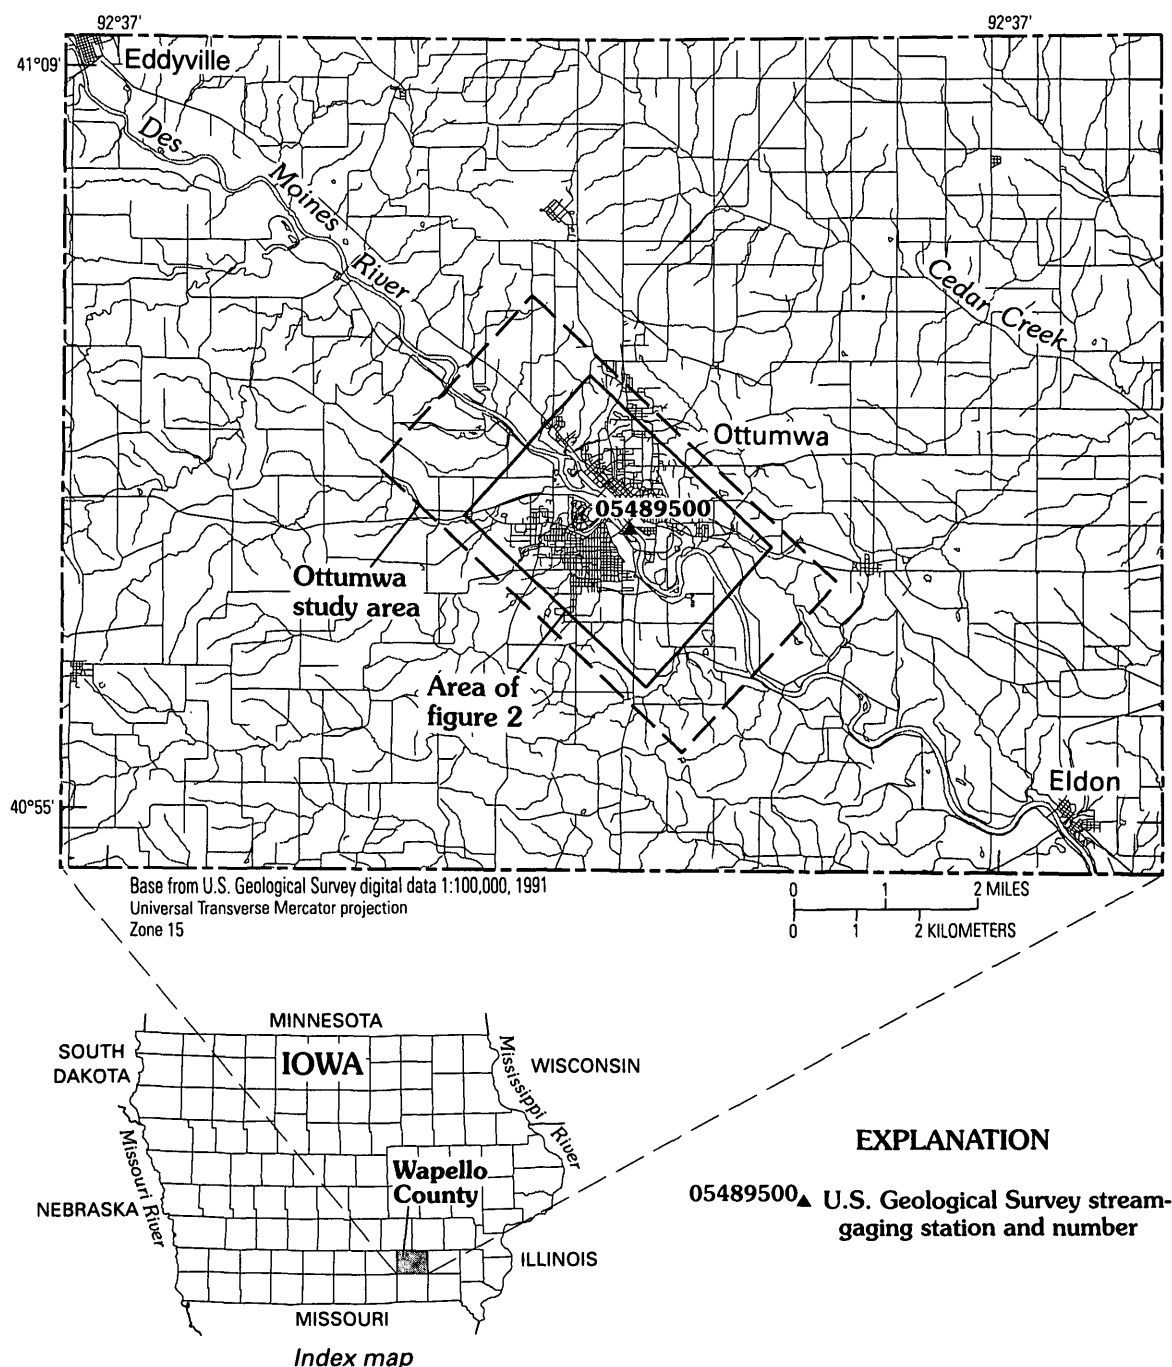 92°37'
92°37'
41°09'
Eddyville
Des
Moines
River
Cedar Creek
Ottumwa
05489500
Ottumwa
study area
Area of
figure 2
Eldon
40°55'
Base from U.S. Geological Survey digital data 1:100,000, 1991
Universal Transverse Mercator projection
Zone 15
0 1 2 MILES
0 1 2 KILOMETERS
MINNESOTA
SOUTH
DAKOTA
IOWA
WISCONSIN
Mississippi
River
Missouri River
Wapello
County
NEBRASKA
ILLINOIS
MISSOURI
Index map
EXPLANATION
05489500 ▲ U.S. Geological Survey stream-
gaging station and number